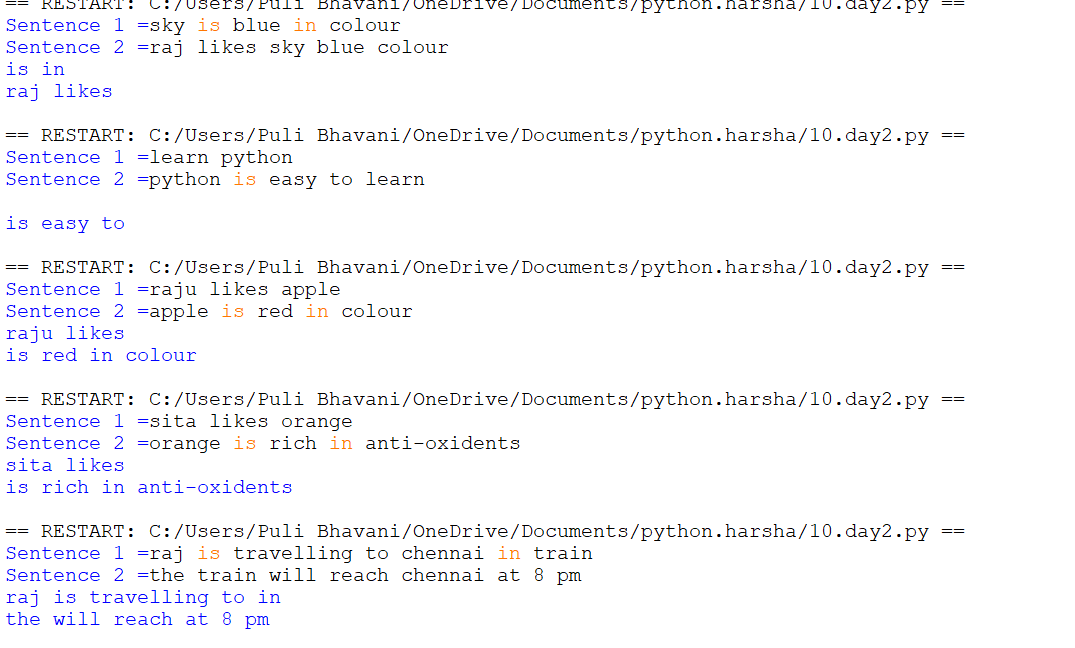 == RESTART: C:/Users/Puli Bhavani/OneDrive/Documents/python.harsha/10.day2.py ==
Sentence 1 =sky is blue in colour
Sentence 2 =raj likes sky blue colour
is in
raj likes
== RESTART: C:/Users/Puli Bhavani/OneDrive/Documents/python.harsha/10.day2.py ==
Sentence 1 =learn python
Sentence 2 =python is easy to learn
is easy to
== RESTART: C:/Users/Puli Bhavani/OneDrive/Documents/python.harsha/10.day2.py ==
Sentence 1 =raju likes apple
Sentence 2 =apple is red in colour
raju likes
is red in colour
== RESTART: C:/Users/Puli Bhavani/OneDrive/Documents/python.harsha/10.day2.py ==
Sentence 1 =sita likes orange
Sentence 2 =orange is rich in anti-oxidents
sita likes
is rich in anti-oxidents
== RESTART: C:/Users/Puli Bhavani/OneDrive/Documents/python.harsha/10.day2.py ==
Sentence 1 =raj is travelling to chennai in train
Sentence 2 =the train will reach chennai at 8 pm
raj is travelling to in
the will reach at 8 pm